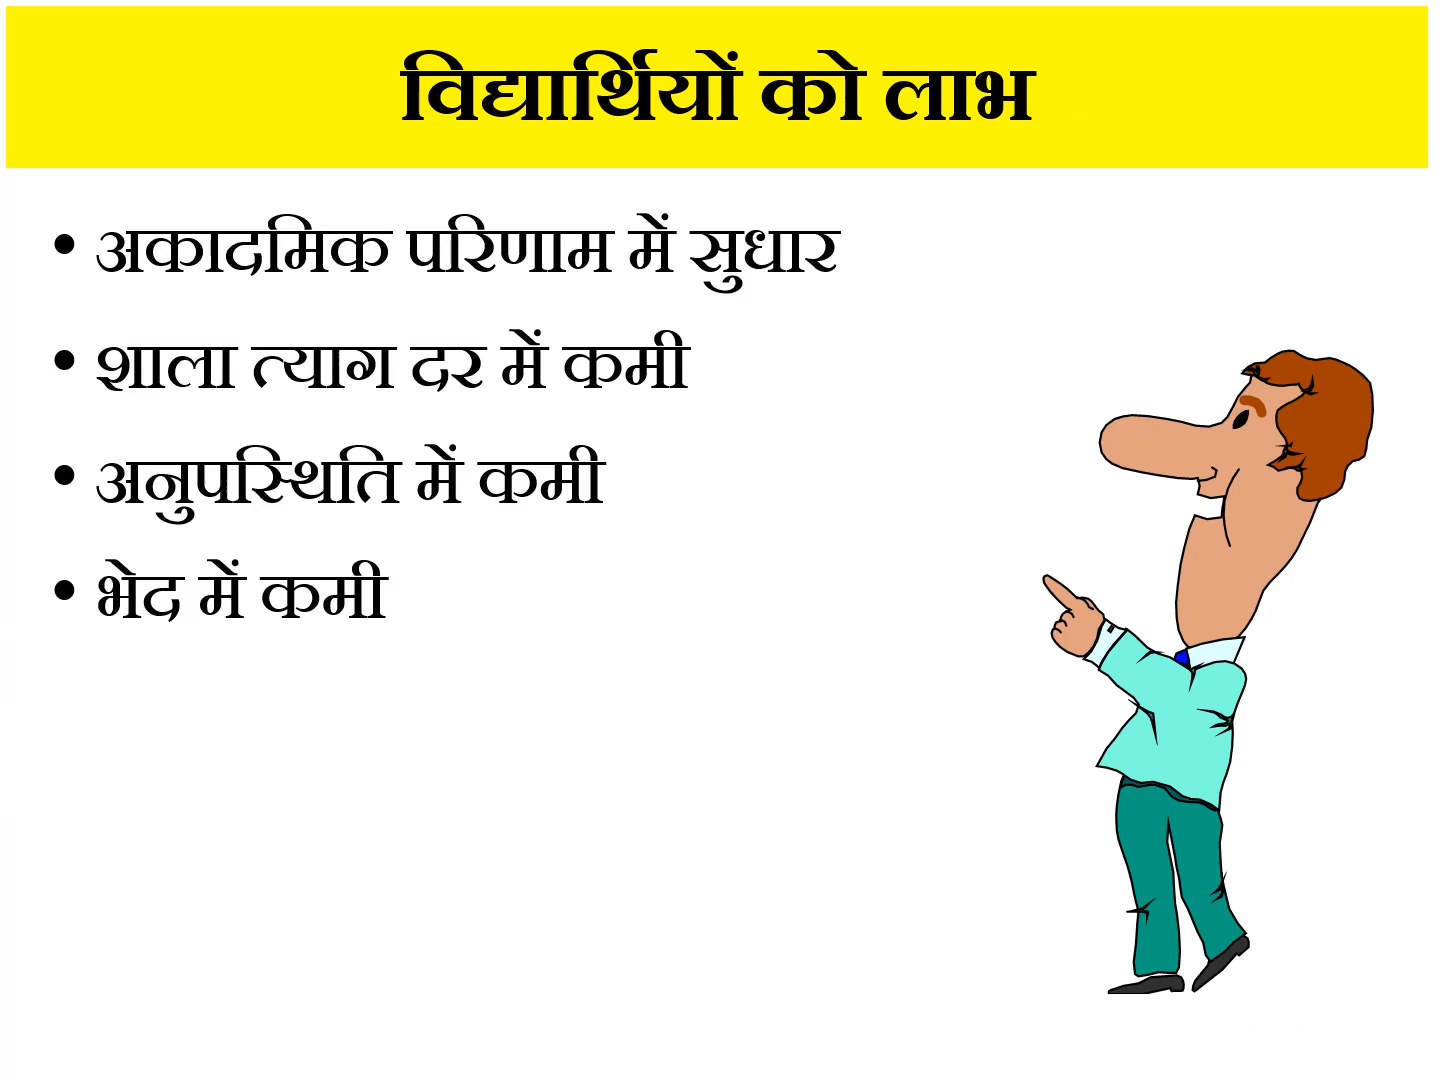 विद्यार्थियों को लाभ
• अकादमिक परिणाम में सुधार
• शाला त्याग दर में कमी
• अनुपस्थिति में कमी
• भेद में कमी